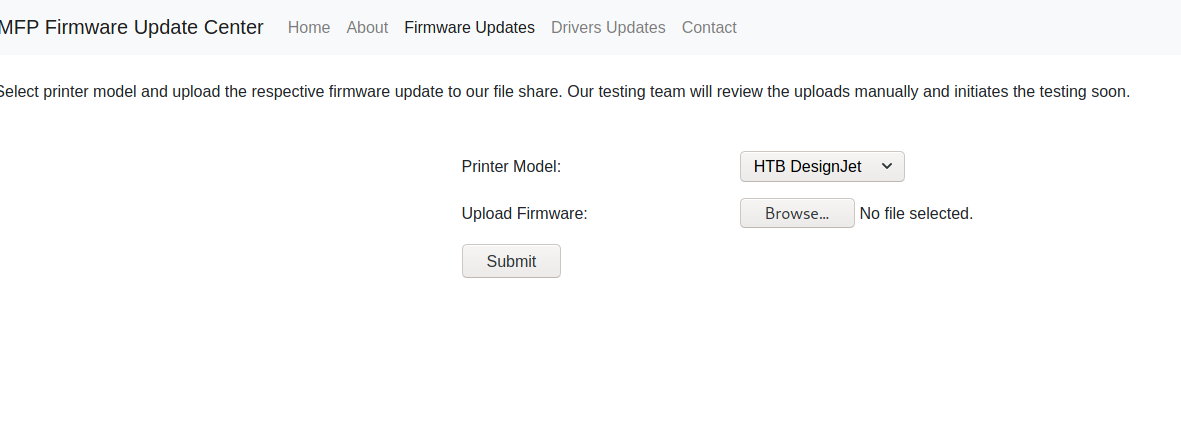 MFP Firmware Update Center Home About Firmware Updates Drivers Updates Contact
Select printer model and upload the respective firmware update to our file share. Our testing team will review the uploads manually and initiates the testing soon.
Printer Model: HTB DesignJet
Upload Firmware: Browse... No file selected.
Submit